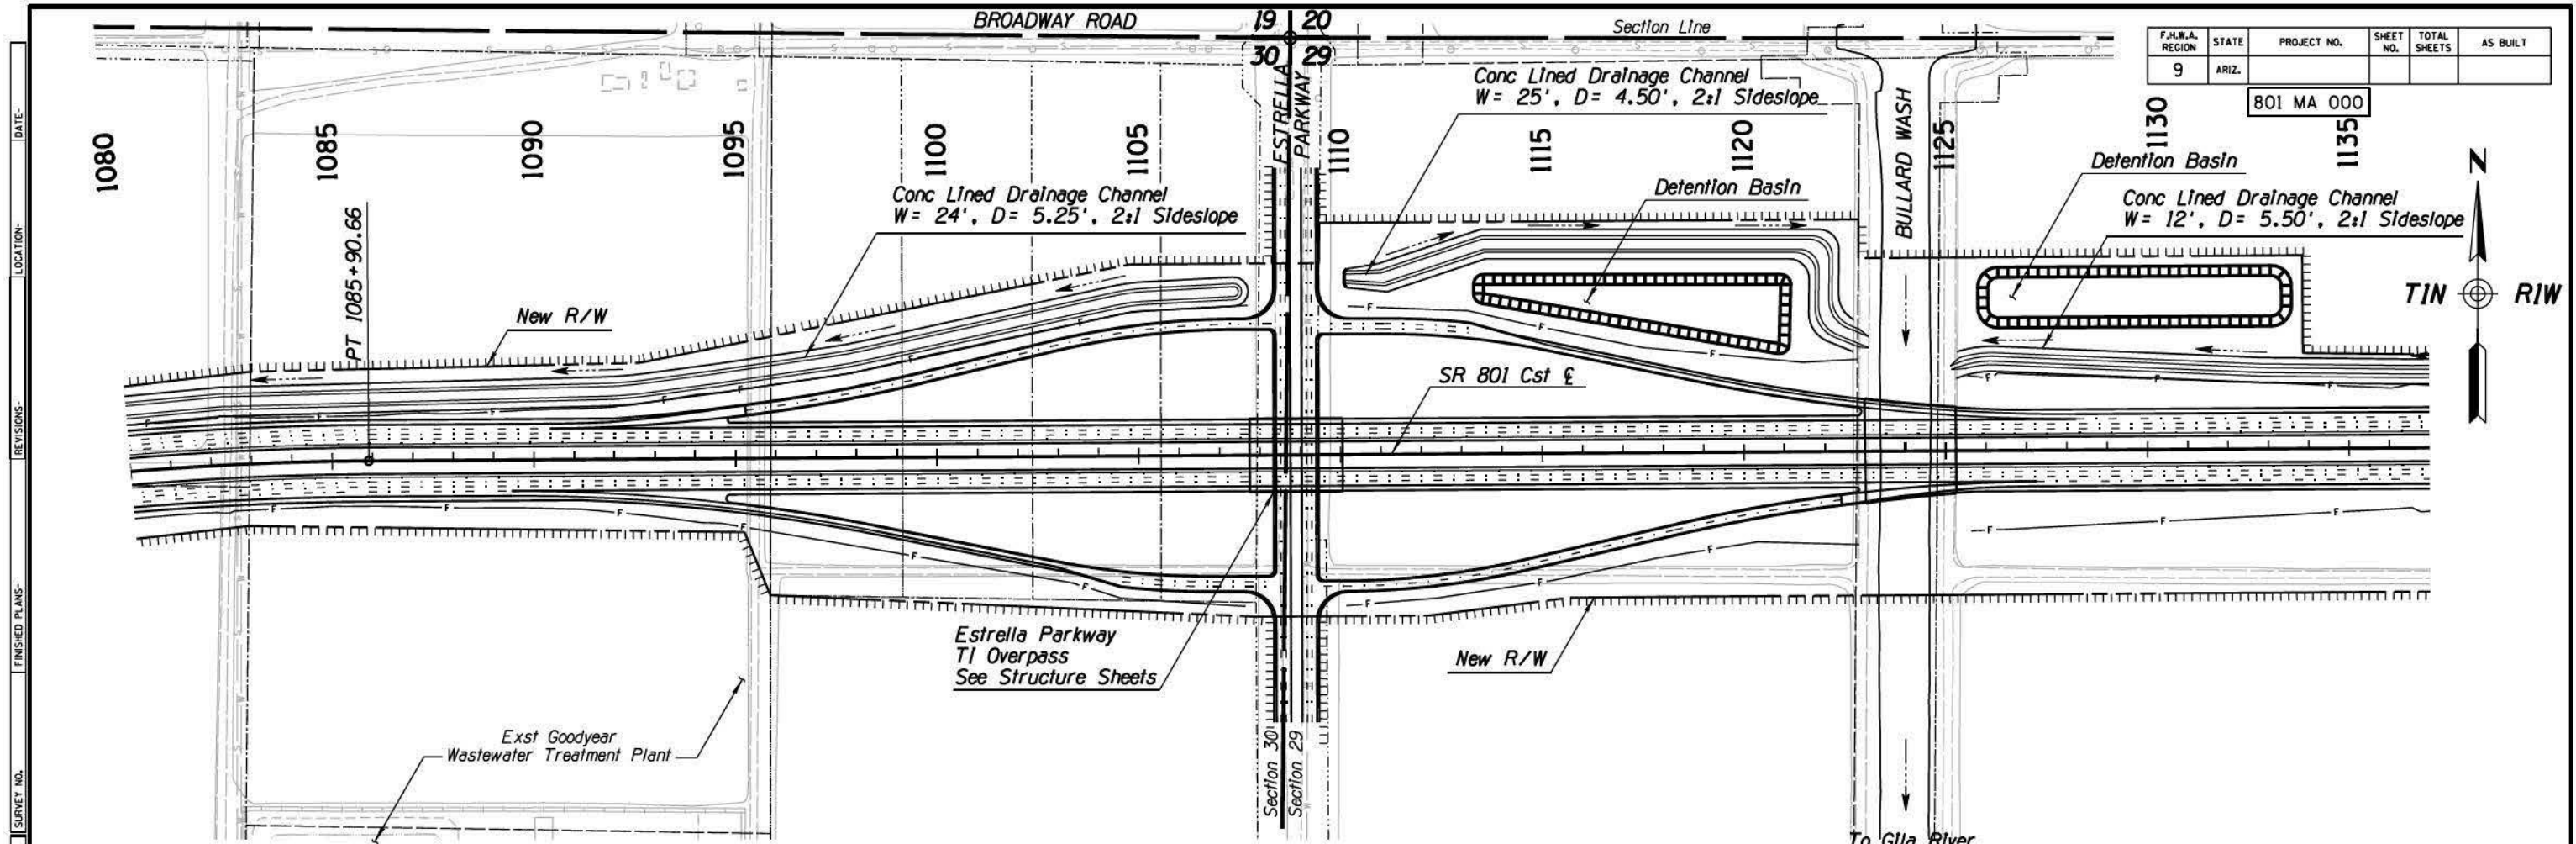 BROADWAY ROAD
19 20
30 29
Section Line
F.H.W.A. REGION
STATE
PROJECT NO.
SHEET NO.
TOTAL SHEETS
AS BUILT
9
ARIZ.
801 MA 000
1080
1085
1090
1095
1100
1105
1110
1115
1120
1125
1130
1135
ESTRELLA
PARKWAY
BULLARD WASH
Conc Lined Drainage Channel
W= 25', D= 4.50', 2:1 Sideslope
Detention Basin
Conc Lined Drainage Channel
W= 24', D= 5.25', 2:1 Sideslope
Detention Basin
Conc Lined Drainage Channel
W= 12', D= 5.50', 2:1 Sideslope
N
T1N R1W
PT 1085+90.66
New R/W
SR 801 Cst ℄
Estrella Parkway
TI Overpass
See Structure Sheets
New R/W
Exst Goodyear
Wastewater Treatment Plant
Section 30
Section 29
To Gila River
DATE-
LOCATION-
REVISIONS-
FINISHED PLANS-
SURVEY NO.